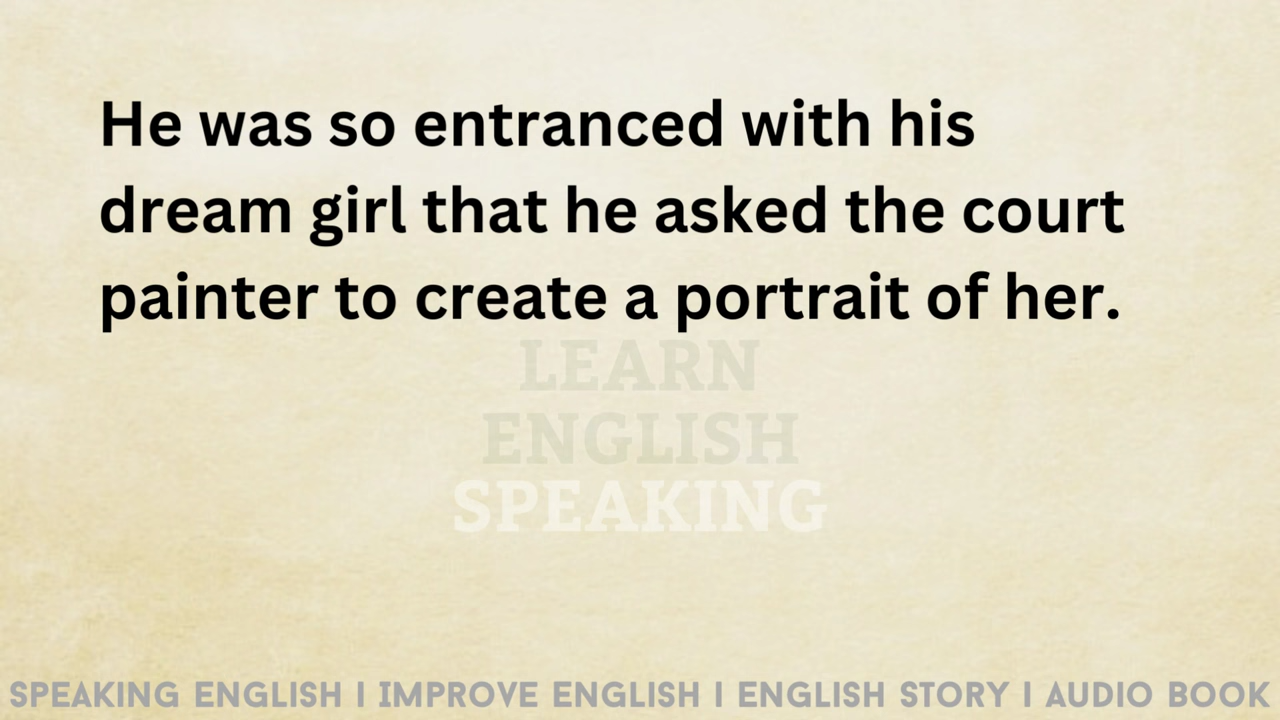 He was so entranced with his
dream girl that he asked the court
painter to create a portrait of her.
LEARN
ENGLISH
SPEAKING
SPEAKING ENGLISH I IMPROVE ENGLISH I ENGLISH STORY I AUDIO BOOK